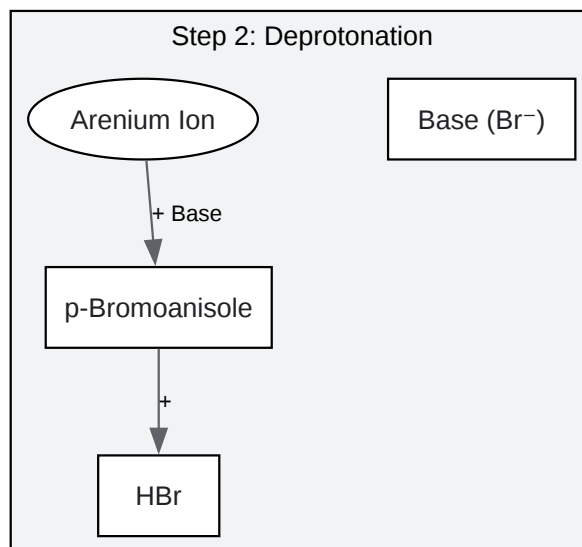 Step 2: Deprotonation
Arenium Ion
Base (Br⁻)
+ Base
p-Bromoanisole
+
HBr